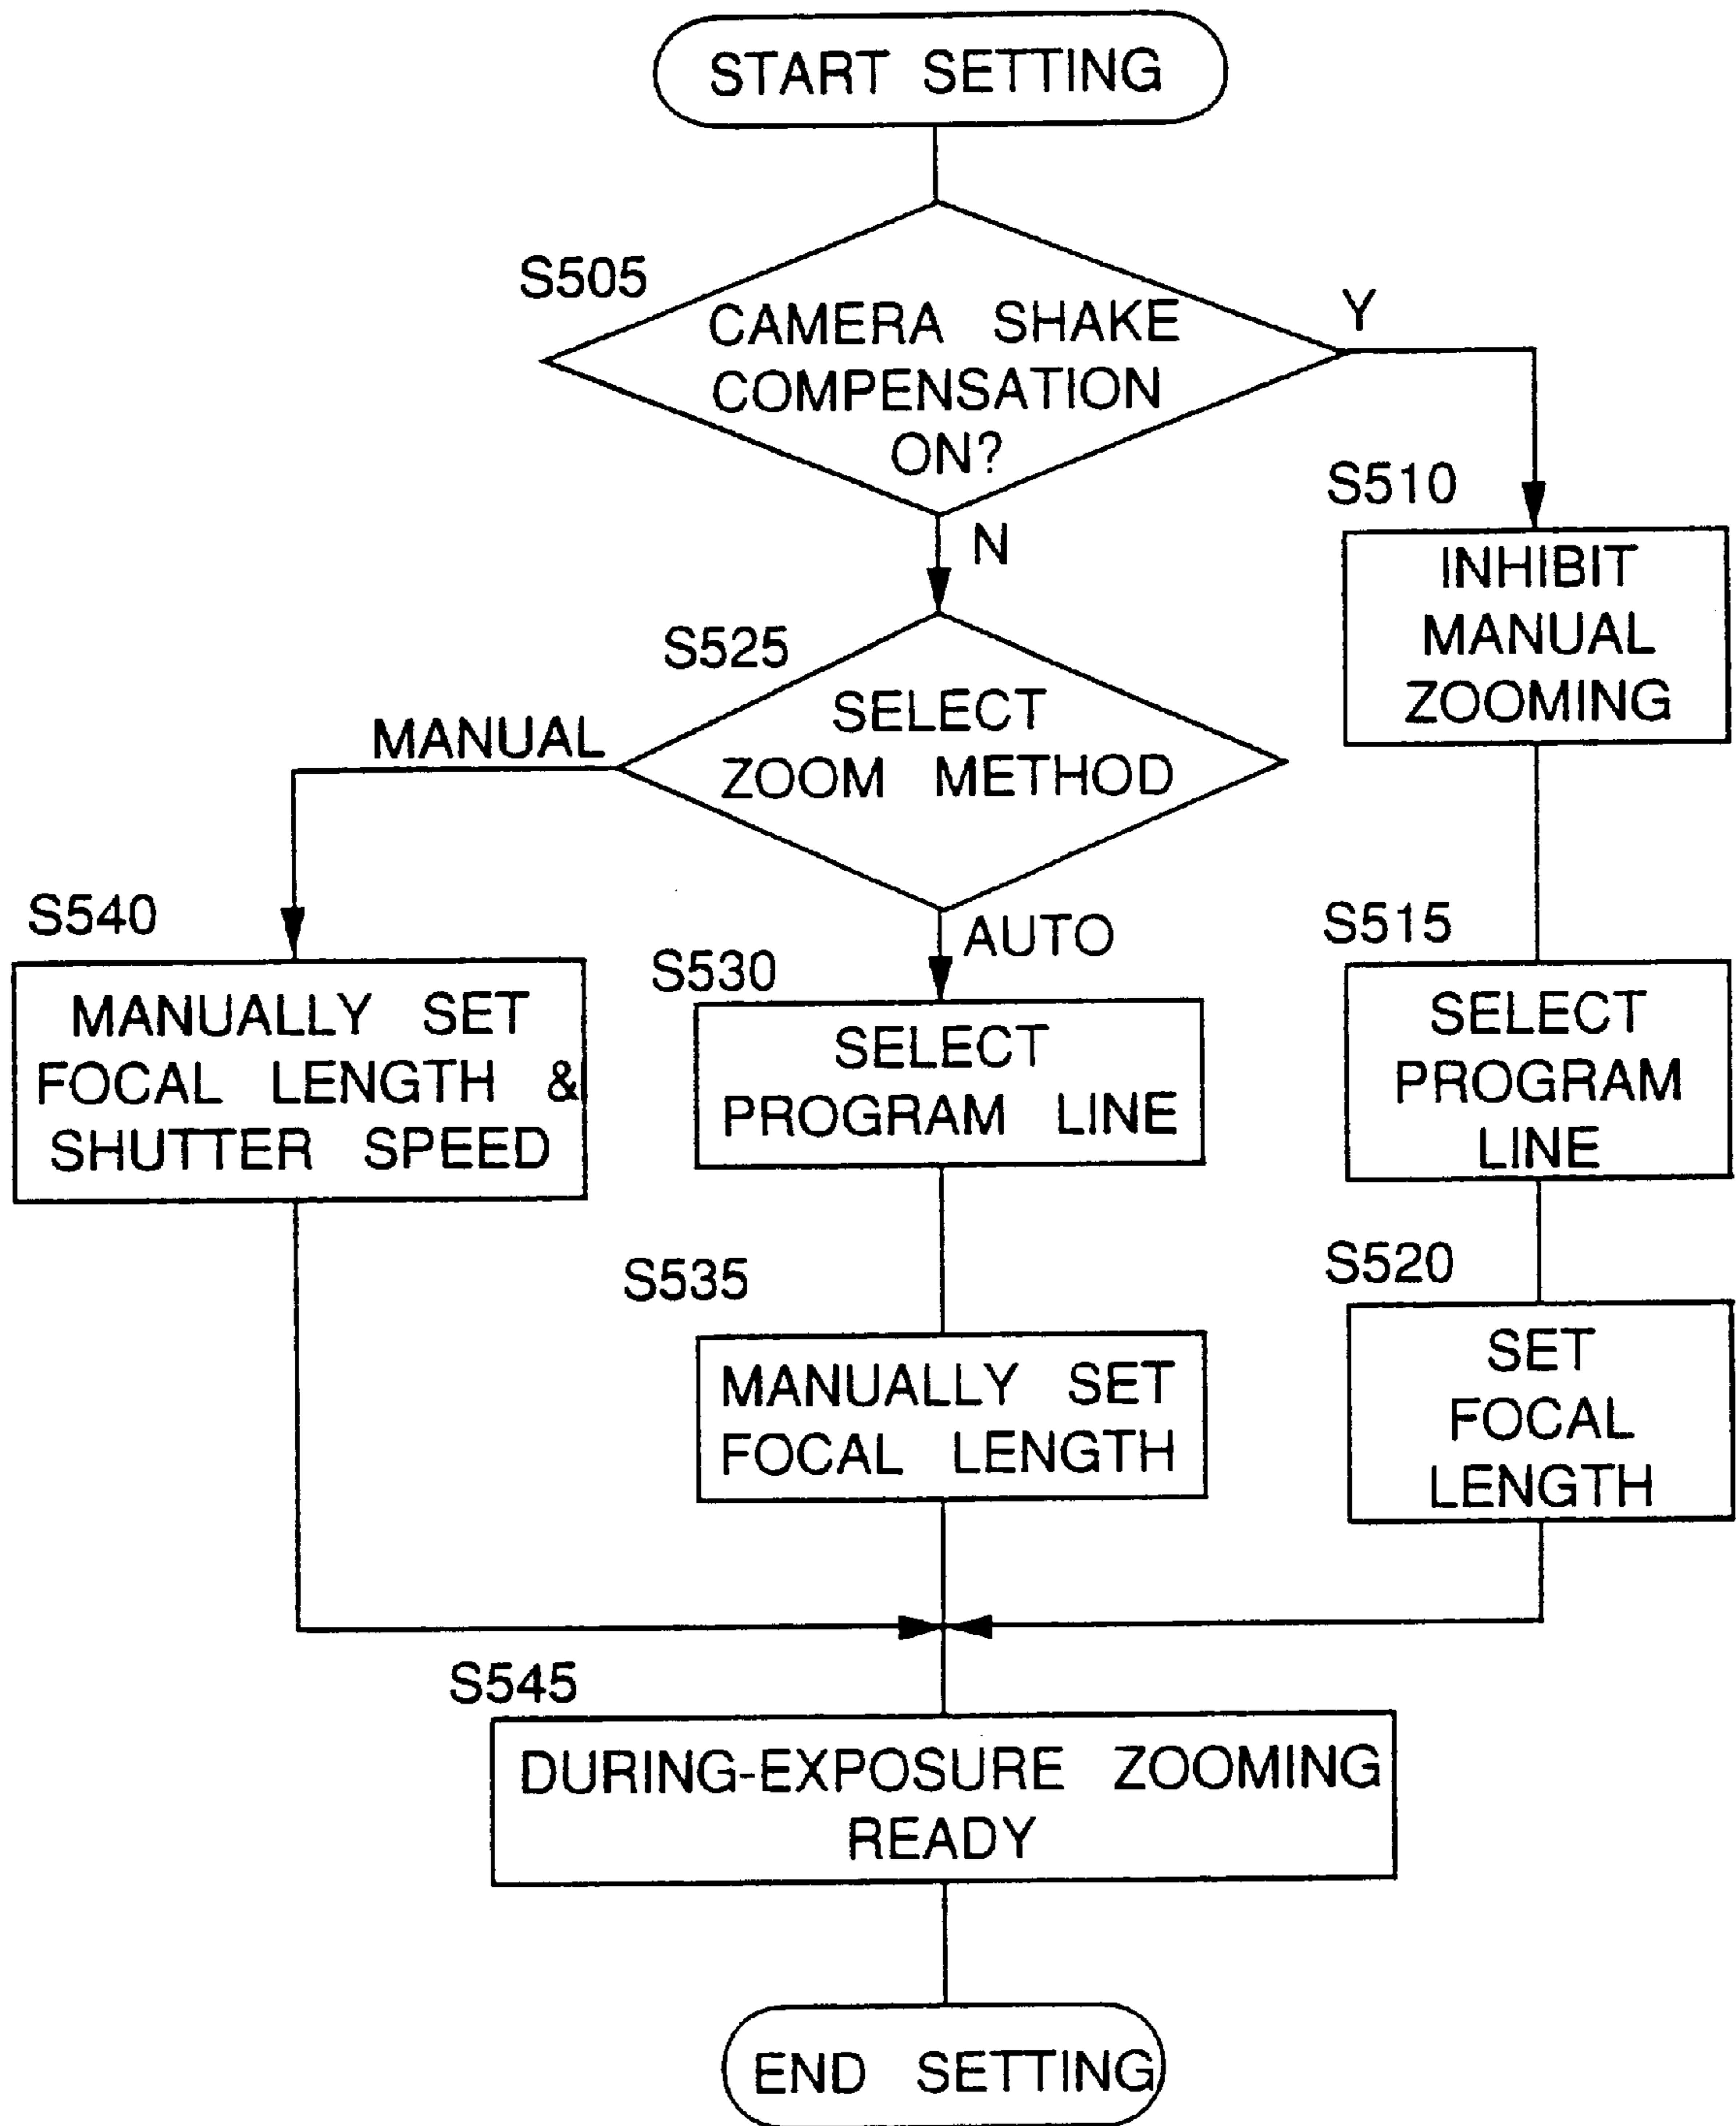 START SETTING
S505
CAMERA SHAKE
COMPENSATION
ON?
Y
N
S510
INHIBIT
MANUAL
ZOOMING
S525
SELECT
ZOOM METHOD
MANUAL
AUTO
S540
MANUALLY SET
FOCAL LENGTH &
SHUTTER SPEED
S530
SELECT
PROGRAM LINE
S515
SELECT
PROGRAM
LINE
S535
MANUALLY SET
FOCAL LENGTH
S520
SET
FOCAL
LENGTH
S545
DURING-EXPOSURE ZOOMING
READY
END SETTING